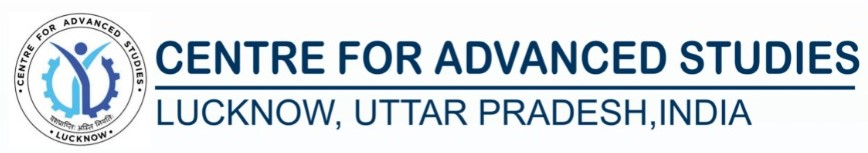 CENTRE FOR ADVANCED STUDIES
LUCKNOW
CENTRE FOR ADVANCED STUDIES
LUCKNOW, UTTAR PRADESH,INDIA